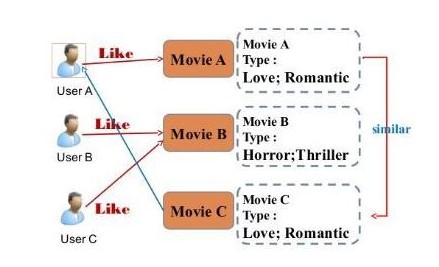 Like
Movie A
Movie A
Type :
Love; Romantic
User A
Like
Movie B
Movie B
Type :
Horror;Thriller
similar
User B
Like
Movie C
Movie C
Type :
Love; Romantic
User C